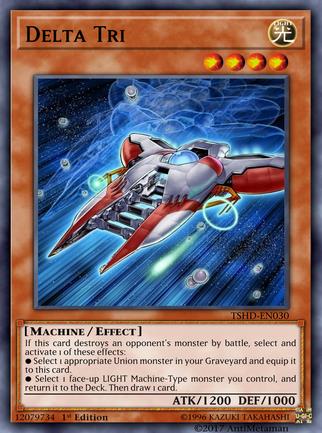 Delta Tri
LIGHT
光
TSHD-EN030
[Machine / Effect]
If this card destroys an opponent's monster by battle, select and
activate 1 of these effects:
● Select 1 appropriate Union monster in your Graveyard and equip it
to this card.
● Select 1 face-up LIGHT Machine-Type monster you control, and
return it to the Deck. Then draw 1 card.
ATK/1200 DEF/1000
12079734 1st Edition ©1996 KAZUKI TAKAHASHI
©2017 AntiMetaman